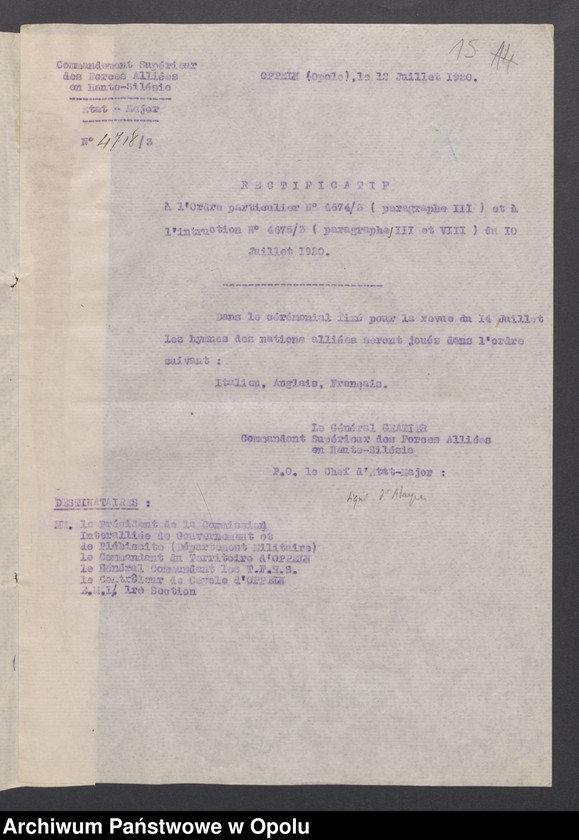 15 14
Commandement Supérieur
des Forces Alliées
en Haute-Silésie
Etat - Major
N° 4718/3
OPPELN (Opole), le 12 Juillet 1920.
RECTIFICATIF
à l'Ordre particulier N° 4674/3 ( paragraphe III ) et à
l'intruction N° 4675/3 ( paragraphe/III et VIII ) du 10
Juillet 1920.
Dans le cérémonial fixé pour la revue du 14 Juillet
les hymnes des nations alliées seront joués dans l'ordre
suivant :
Italien, Anglais, Français.
Le Général GRATIER
Commandant Supérieur des Forces Alliées
en Haute-Silésie
P.O. le Chef d'Etat-Major :
DESTINATAIRES :
MM. le Président de la Commission
Interalliée de Gouvernement et
de Plébiscite (Département Militaire)
le Commandant du Territoire d'OPPELN
le Général Commandant les T.F.H.S.
le Contrôleur de Cercle d'OPPELN
E.M.1/ 1re Section
Archiwum Państwowe w Opolu